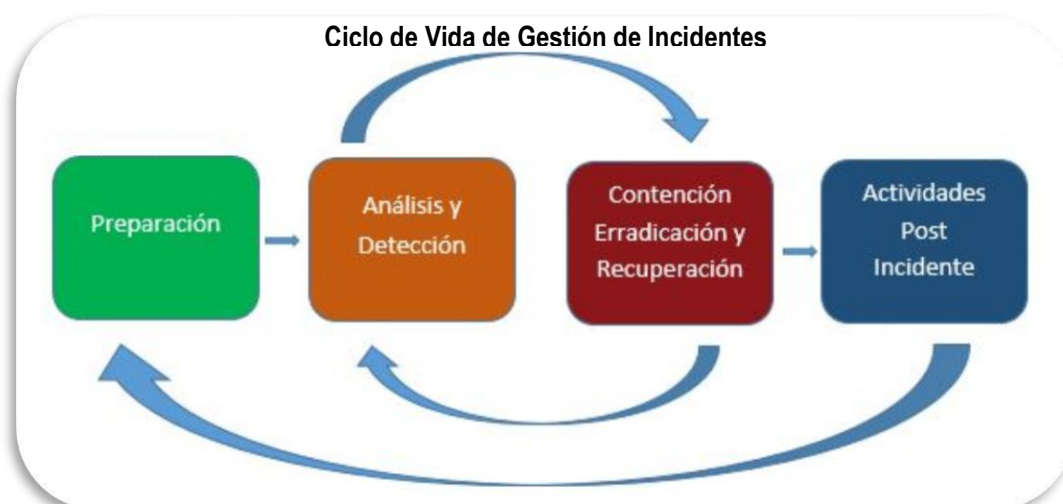 Ciclo de Vida de Gestión de Incidentes
Preparación
Análisis y
Detección
Contención
Erradicación y
Recuperación
Actividades
Post
Incidente